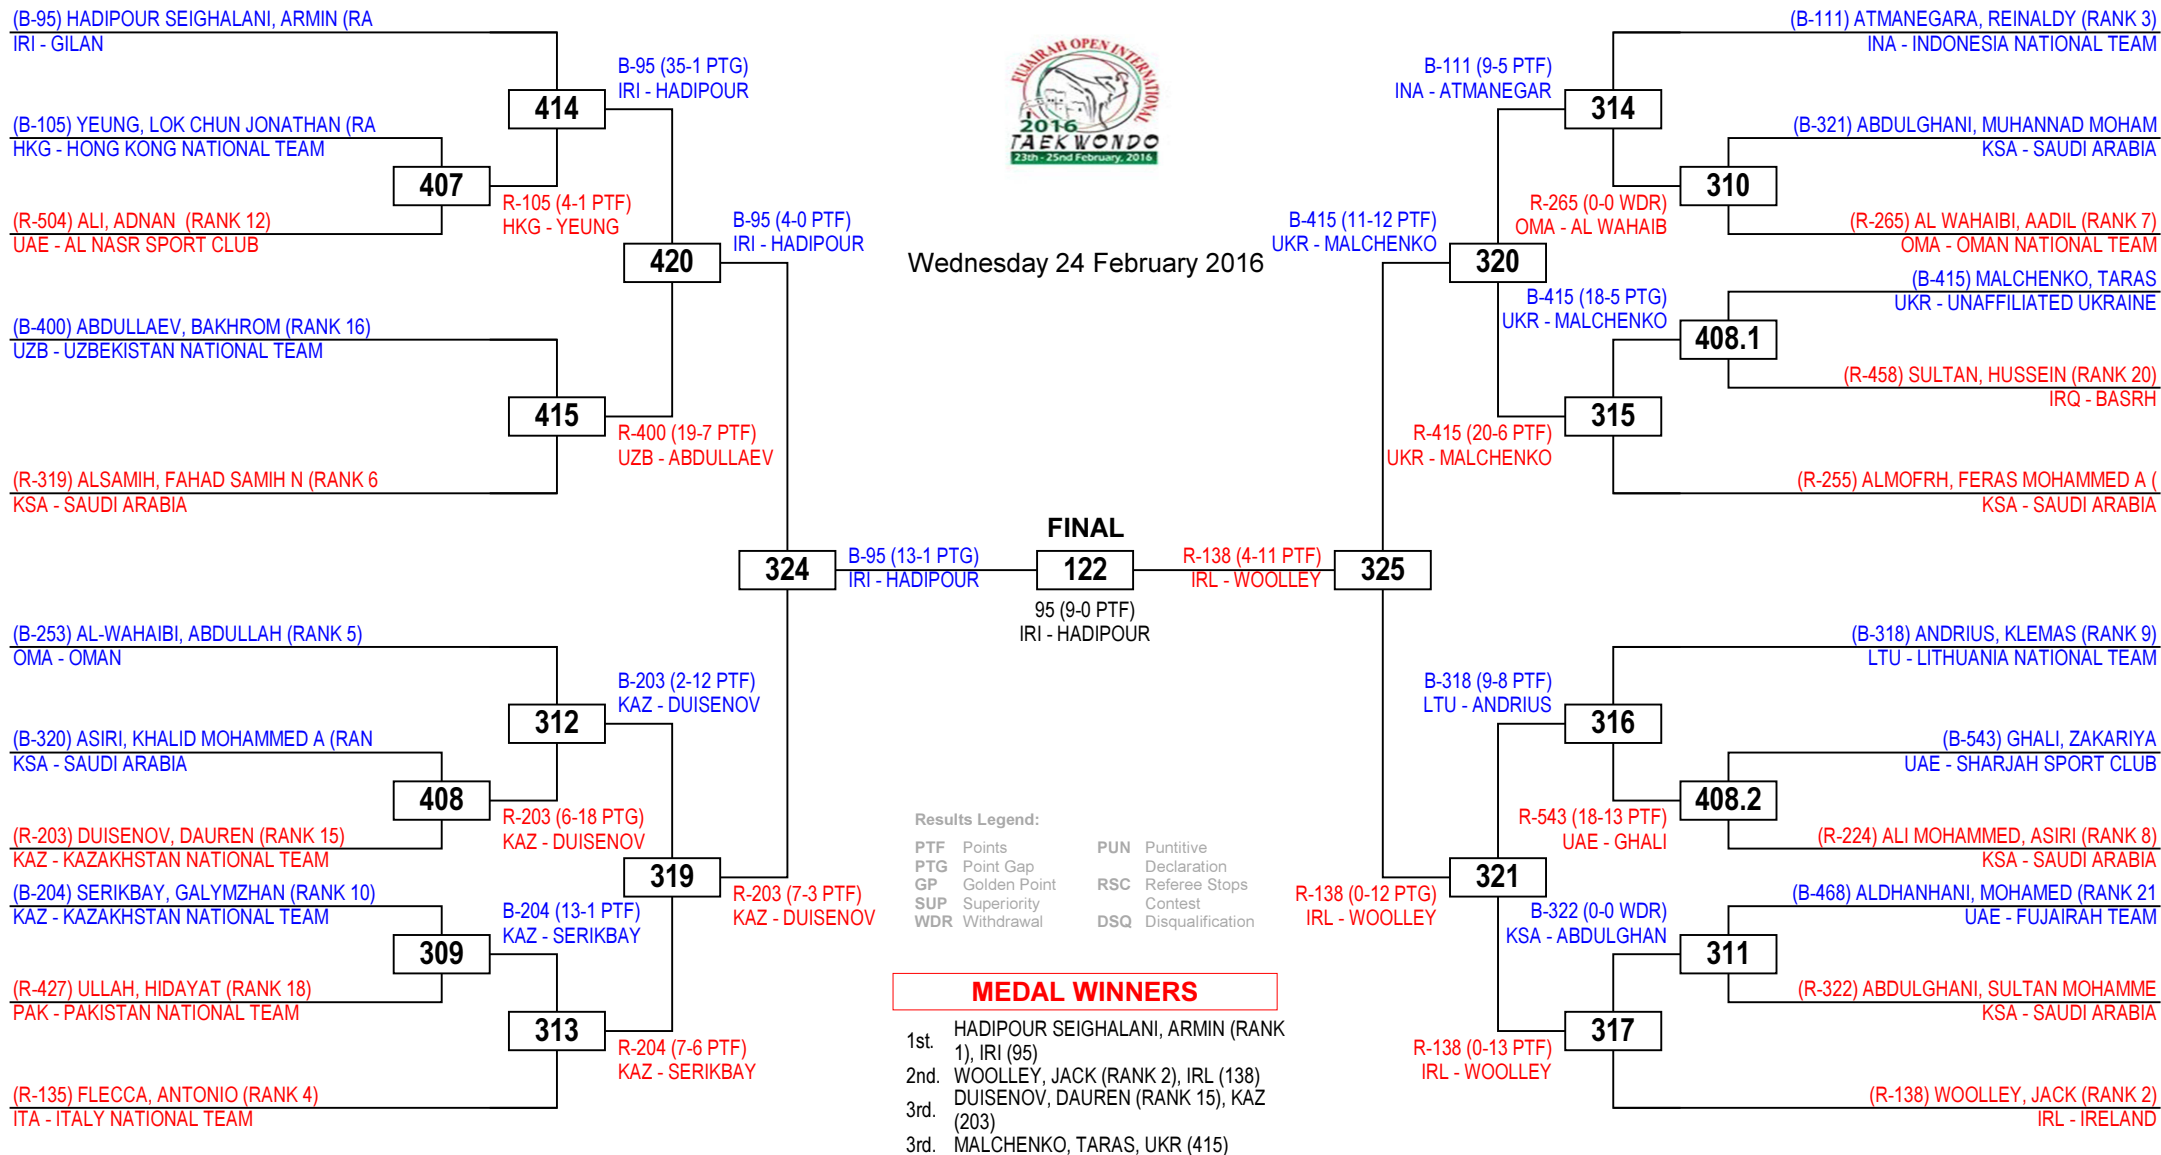 (B-95) HADIPOUR SEIGHALANI, ARMIN (RA
IRI - GILAN
(B-105) YEUNG, LOK CHUN JONATHAN (RA
HKG - HONG KONG NATIONAL TEAM
(R-504) ALI, ADNAN (RANK 12)
UAE - AL NASR SPORT CLUB
(B-400) ABDULLAEV, BAKHROM (RANK 16)
UZB - UZBEKISTAN NATIONAL TEAM
(R-319) ALSAMIH, FAHAD SAMIH N (RANK 6
KSA - SAUDI ARABIA
(B-253) AL-WAHAIBI, ABDULLAH (RANK 5)
OMA - OMAN
(B-320) ASIRI, KHALID MOHAMMED A (RAN
KSA - SAUDI ARABIA
(R-203) DUISENOV, DAUREN (RANK 15)
KAZ - KAZAKHSTAN NATIONAL TEAM
(B-204) SERIKBAY, GALYMZHAN (RANK 10)
KAZ - KAZAKHSTAN NATIONAL TEAM
(R-427) ULLAH, HIDAYAT (RANK 18)
PAK - PAKISTAN NATIONAL TEAM
(R-135) FLECCA, ANTONIO (RANK 4)
ITA - ITALY NATIONAL TEAM
407
R-105 (4-1 PTF)
HKG - YEUNG
408
R-203 (6-18 PTG)
KAZ - DUISENOV
309
B-204 (13-1 PTF)
KAZ - SERIKBAY
414
B-95 (35-1 PTG)
IRI - HADIPOUR
415
R-400 (19-7 PTF)
UZB - ABDULLAEV
312
B-203 (2-12 PTF)
KAZ - DUISENOV
313
R-204 (7-6 PTF)
KAZ - SERIKBAY
420
B-95 (4-0 PTF)
IRI - HADIPOUR
319
R-203 (7-3 PTF)
KAZ - DUISENOV
324
B-95 (13-1 PTG)
IRI - HADIPOUR
FUJAIRAH OPEN INTERNATIONAL
2016
TAEKWONDO
23th - 25nd February, 2016
Wednesday 24 February 2016
FINAL
122
95 (9-0 PTF)
IRI - HADIPOUR
R-138 (4-11 PTF)
IRL - WOOLLEY
325
B-415 (11-12 PTF)
UKR - MALCHENKO
320
R-138 (0-12 PTG)
IRL - WOOLLEY
321
B-111 (9-5 PTF)
INA - ATMANEGAR
314
R-415 (20-6 PTF)
UKR - MALCHENKO
315
B-318 (9-8 PTF)
LTU - ANDRIUS
316
R-138 (0-13 PTF)
IRL - WOOLLEY
317
R-265 (0-0 WDR)
OMA - AL WAHAIB
310
B-415 (18-5 PTG)
UKR - MALCHENKO
408.1
R-543 (18-13 PTF)
UAE - GHALI
408.2
B-322 (0-0 WDR)
KSA - ABDULGHAN
311
(B-111) ATMANEGARA, REINALDY (RANK 3)
INA - INDONESIA NATIONAL TEAM
(B-321) ABDULGHANI, MUHANNAD MOHAM
KSA - SAUDI ARABIA
(R-265) AL WAHAIBI, AADIL (RANK 7)
OMA - OMAN NATIONAL TEAM
(B-415) MALCHENKO, TARAS
UKR - UNAFFILIATED UKRAINE
(R-458) SULTAN, HUSSEIN (RANK 20)
IRQ - BASRH
(R-255) ALMOFRH, FERAS MOHAMMED A (
KSA - SAUDI ARABIA
(B-318) ANDRIUS, KLEMAS (RANK 9)
LTU - LITHUANIA NATIONAL TEAM
(B-543) GHALI, ZAKARIYA
UAE - SHARJAH SPORT CLUB
(R-224) ALI MOHAMMED, ASIRI (RANK 8)
KSA - SAUDI ARABIA
(B-468) ALDHANHANI, MOHAMED (RANK 21
UAE - FUJAIRAH TEAM
(R-322) ABDULGHANI, SULTAN MOHAMME
KSA - SAUDI ARABIA
(R-138) WOOLLEY, JACK (RANK 2)
IRL - IRELAND
Results Legend:
PTF Points
PTG Point Gap
GP Golden Point
SUP Superiority
WDR Withdrawal
PUN Puntitive
Declaration
RSC Referee Stops
Contest
DSQ Disqualification
MEDAL WINNERS
1st. HADIPOUR SEIGHALANI, ARMIN (RANK
1), IRI (95)
2nd. WOOLLEY, JACK (RANK 2), IRL (138)
3rd. DUISENOV, DAUREN (RANK 15), KAZ
(203)
3rd. MALCHENKO, TARAS, UKR (415)